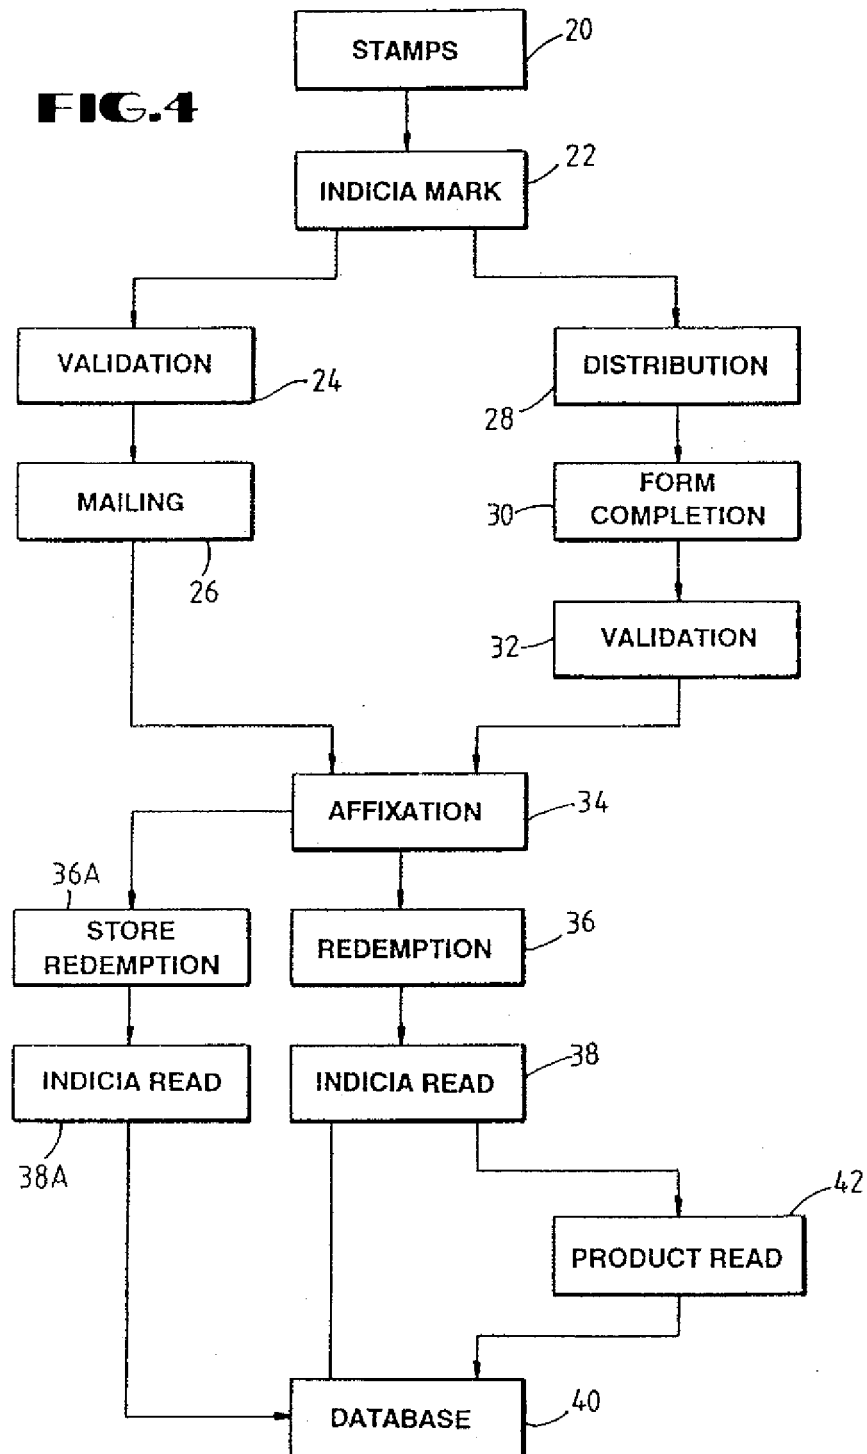 FIG.4
STAMPS
20
INDICIA MARK
22
VALIDATION
24
DISTRIBUTION
28
MAILING
26
FORM
COMPLETION
30
VALIDATION
32
AFFIXATION
34
STORE
REDEMPTION
36A
REDEMPTION
36
INDICIA READ
38A
INDICIA READ
38
PRODUCT READ
42
DATABASE
40